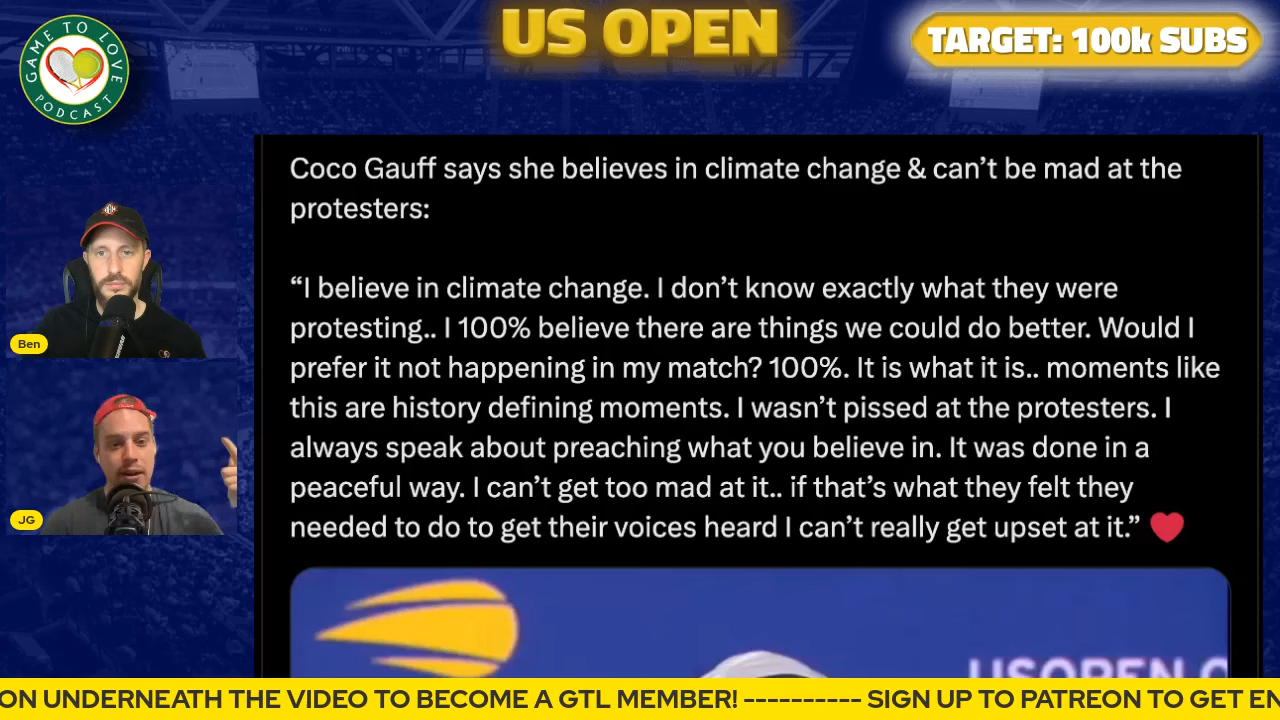 US OPEN
TARGET: 100k SUBS
GAME TO LOVE
PODCAST
Coco Gauff says she believes in climate change & can’t be mad at the
protesters:
“I believe in climate change. I don’t know exactly what they were
protesting.. I 100% believe there are things we could do better. Would I
prefer it not happening in my match? 100%. It is what it is.. moments like
this are history defining moments. I wasn’t pissed at the protesters. I
always speak about preaching what you believe in. It was done in a
peaceful way. I can’t get too mad at it.. if that’s what they felt they
needed to do to get their voices heard I can’t really get upset at it.” ❤️
Ben
JG
USOPEN O
ON UNDERNEATH THE VIDEO TO BECOME A GTL MEMBER! ---------- SIGN UP TO PATREON TO GET EN